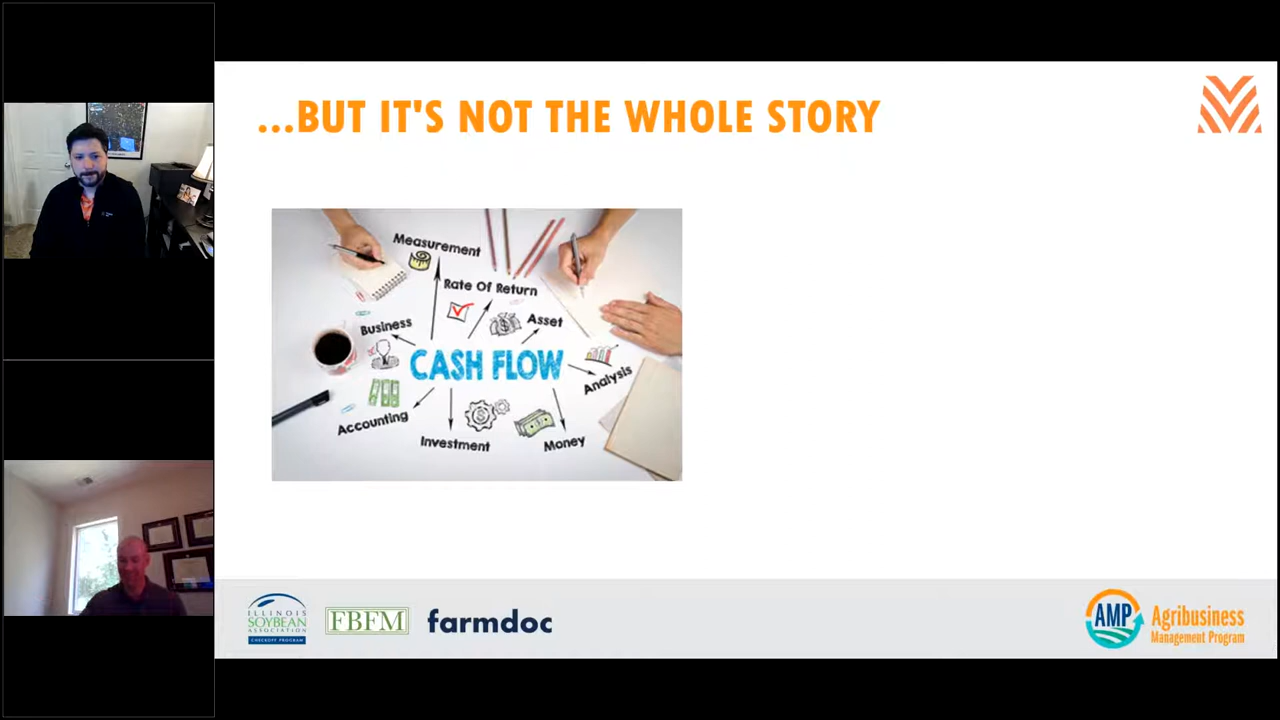 ...BUT IT'S NOT THE WHOLE STORY
Measurement
Rate Of Return
Business
Asset
CASH FLOW
Analysis
Accounting
Investment
Money
ILLINOIS
SOYBEAN
ASSOCIATION
CHECKOFF PROGRAM
FBFM
farmdoc
AMP
Agribusiness
Management Program